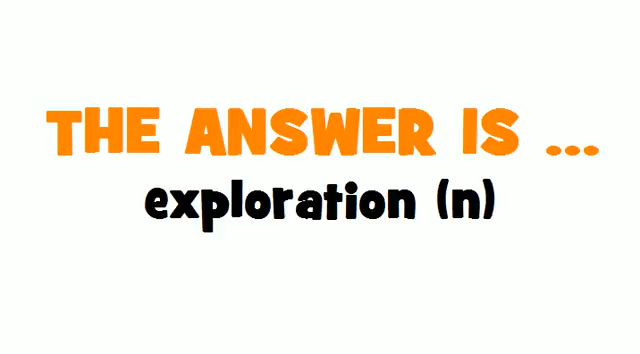 THE ANSWER IS ...
exploration (n)